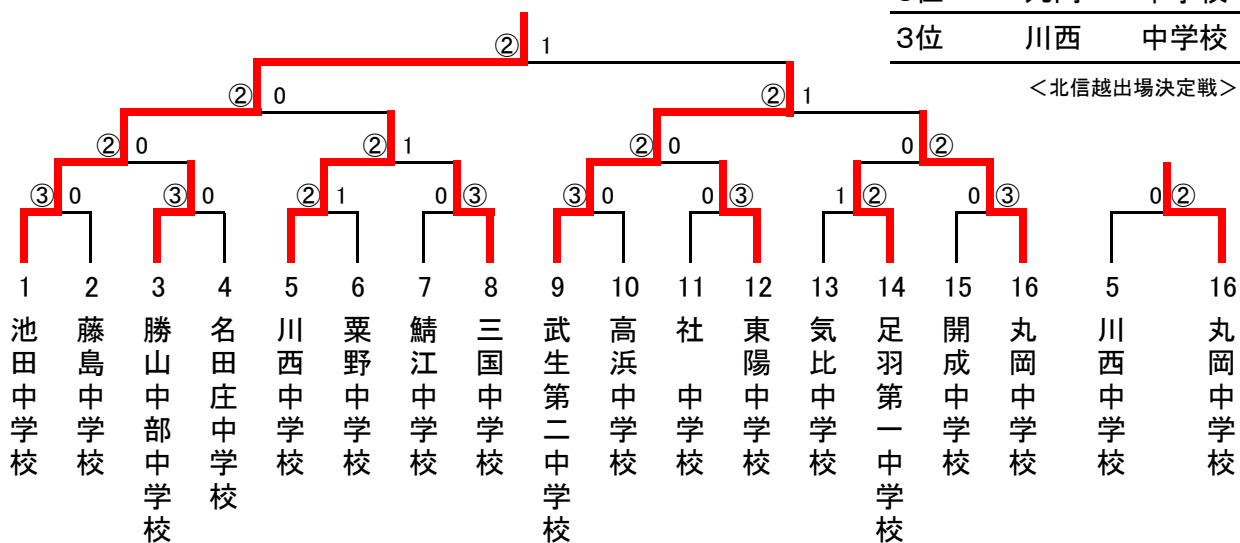 3位 川西 中学校
<北信越出場決定戦>
② 1
② 0 ② 1
② 0 ② 1 ② 0 0 ②
③ 0 ③ 0 ② 1 0 ③ ③ 0 0 ③ 1 ② 0 ③ 0 ②
1 2 3 4 5 6 7 8 9 10 11 12 13 14 15 16 5 16
池田中学校
藤島中学校
勝山中部中学校
名田庄中学校
川西中学校
粟野中学校
鯖江中学校
三国中学校
武生第二中学校
高浜中学校
社 中学校
東陽中学校
気比中学校
足羽第一中学校
開成中学校
丸岡中学校
川西中学校
丸岡中学校